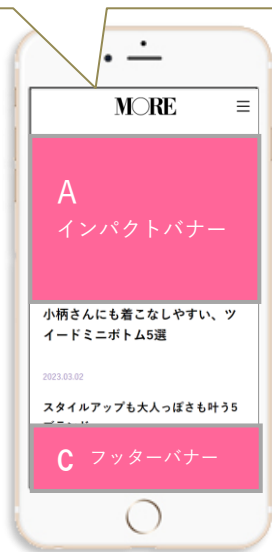 MORE
A
インパクトバナー
小柄さんにも着こなしやすい、ツ
イードミニボトム5選
2023.03.02
スタイルアップも大人っぽさも叶う5
C フッターバナー